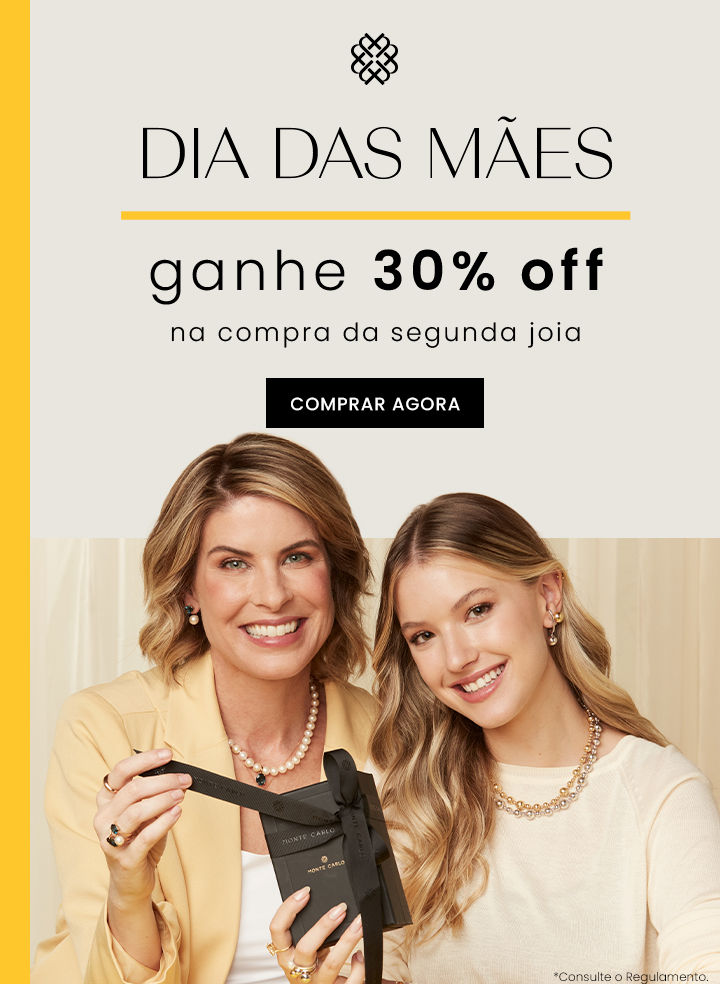 DIA DAS MÃES
ganhe 30% off
na compra da segunda joia
COMPRAR AGORA
MONTE CARLO
MONTE CARLO
*Consulte o Regulamento.